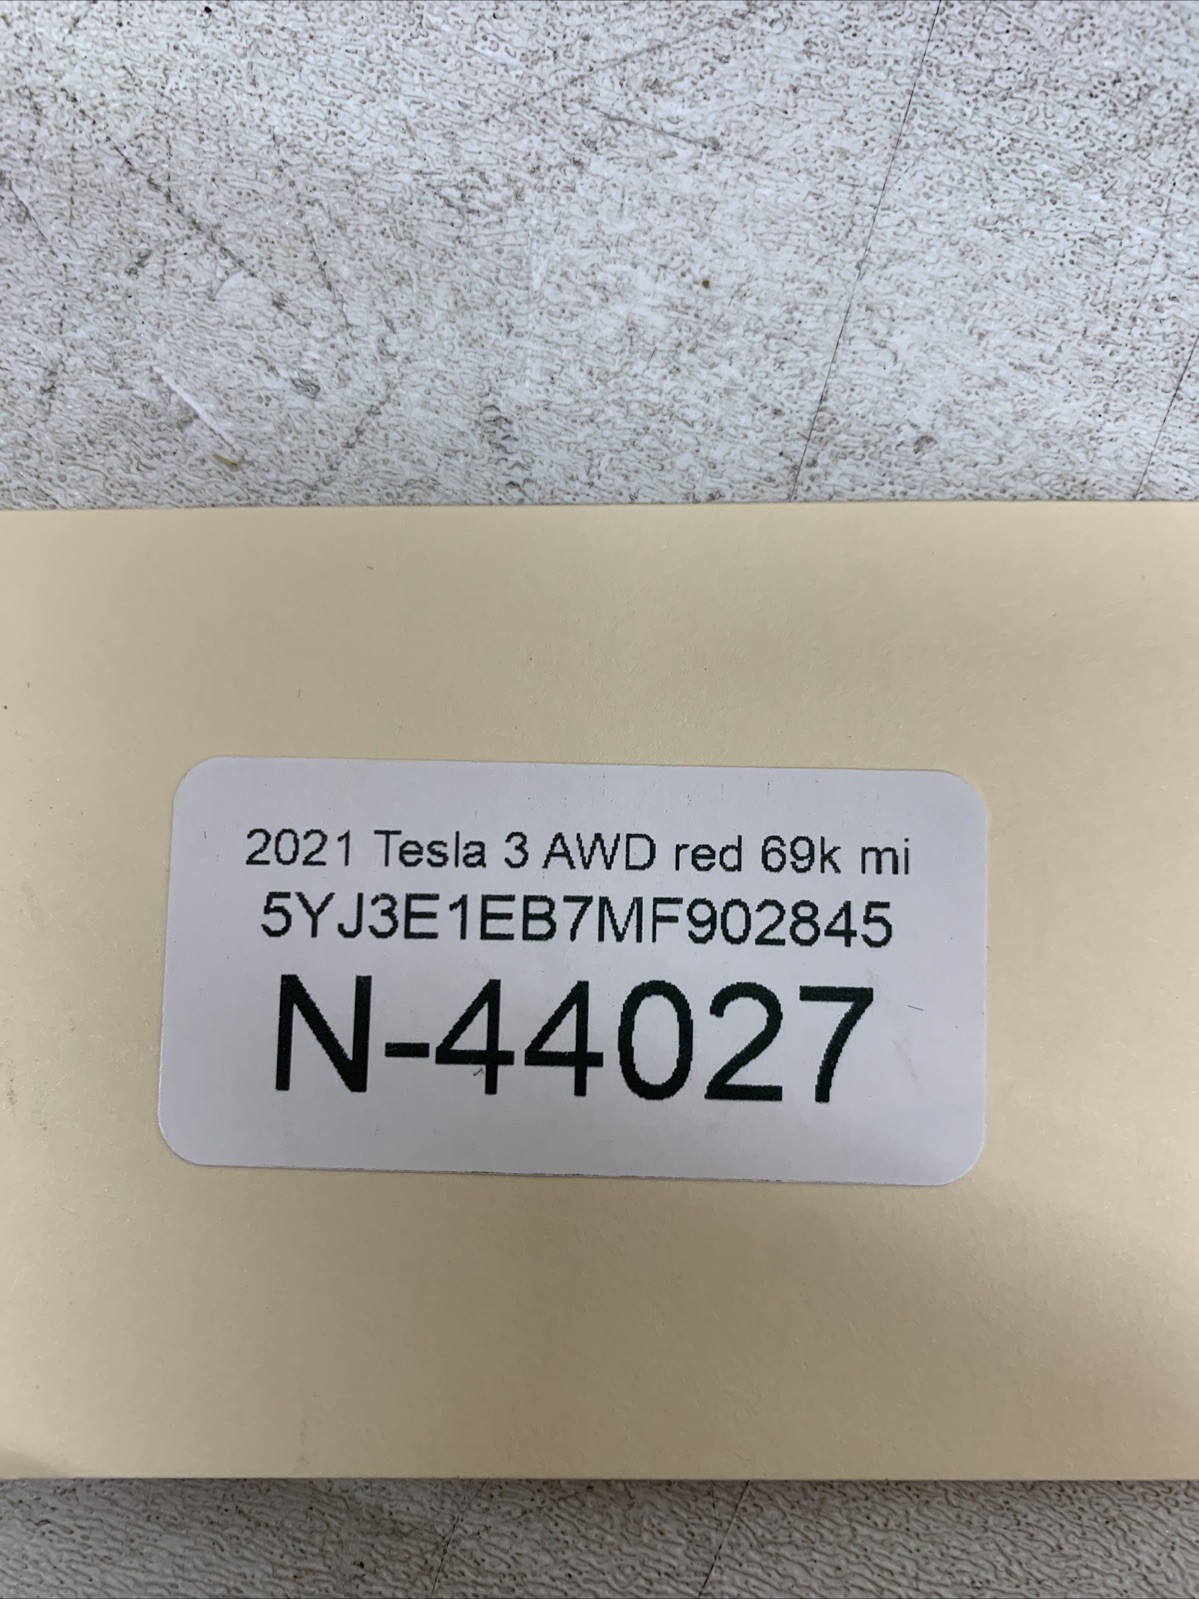 2021 Tesla 3 AWD red 69k mi
5YJ3E1EB7MF902845
N-44027